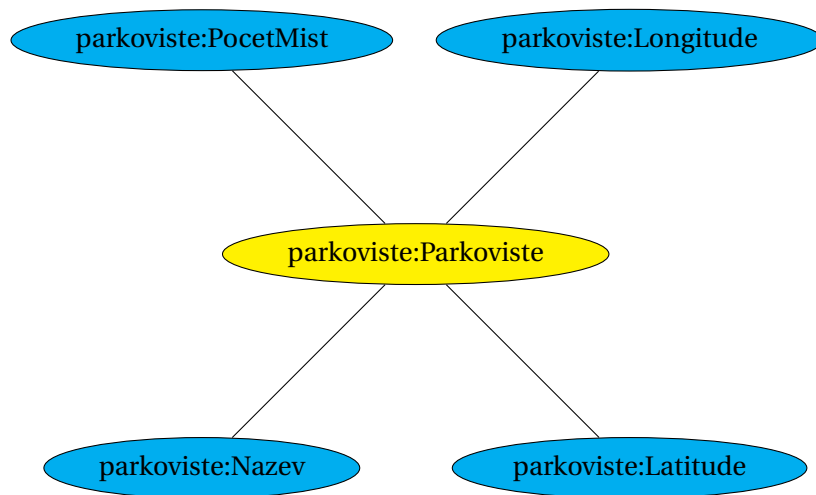 parkoviste:PocetMist
parkoviste:Longitude
parkoviste:Parkoviste
parkoviste:Nazev
parkoviste:Latitude